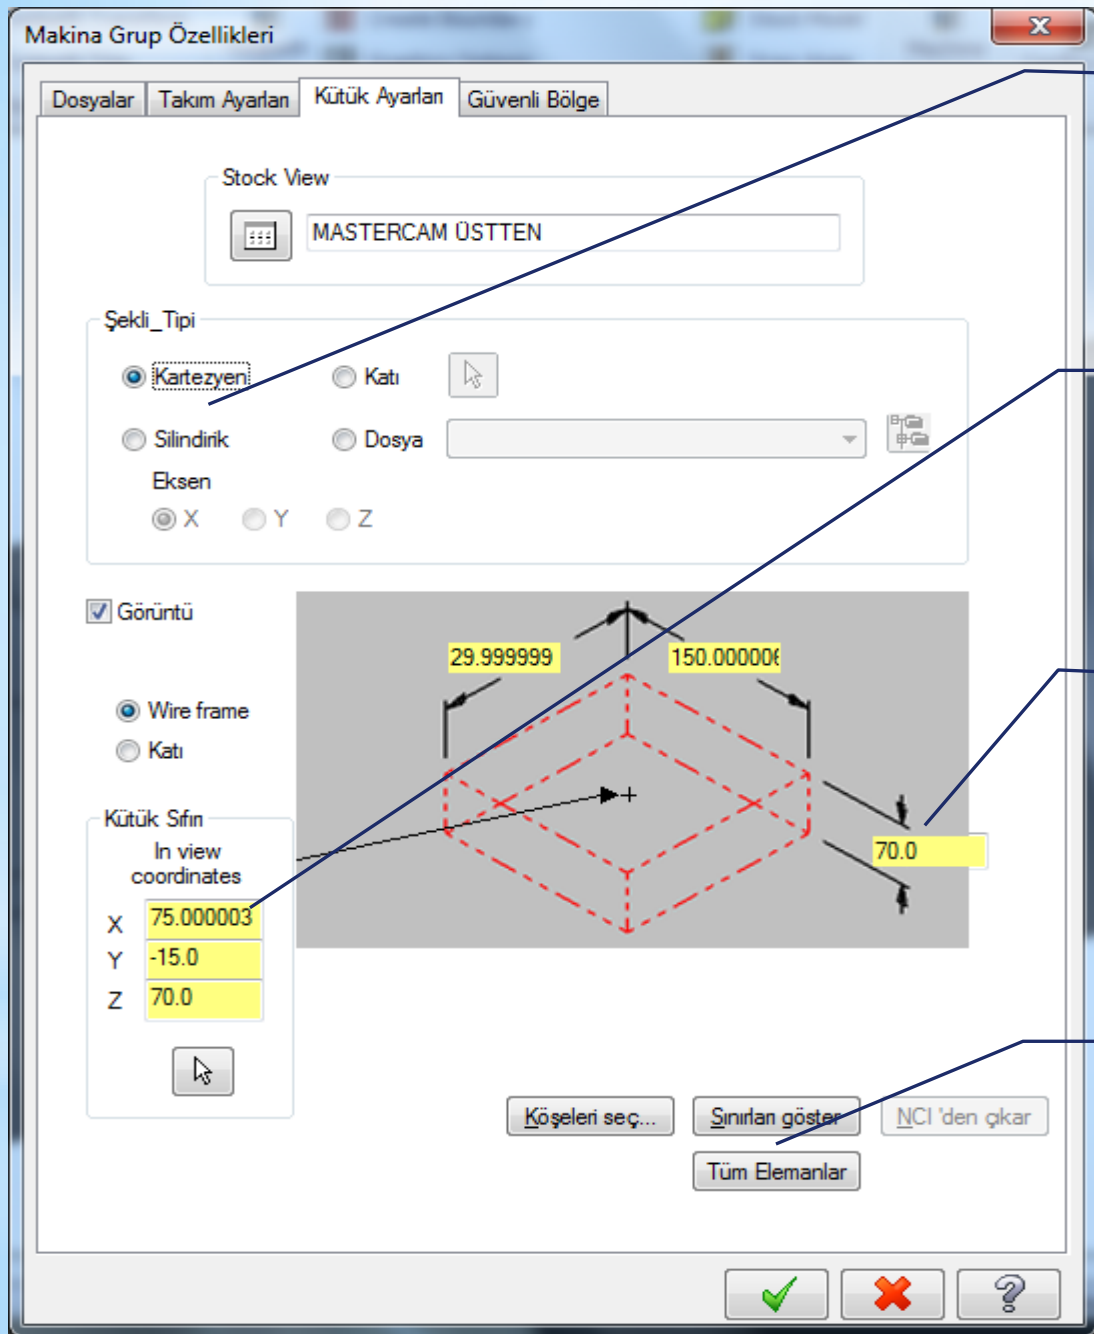 Makina Grup Özellikleri
Dosyalar Takım Ayarları Kütük Ayarları Güvenli Bölge
Stock View
MASTERCAM ÜSTTEN
Şekli_Tipi
Kartezyen Katı
Silindirik Dosya
Eksen
X Y Z
Görüntü
29.999999 150.000006
Wire frame
Katı
Kütük Sıfırı
In view
coordinates
70.0
X 75.000003
Y -15.0
Z 70.0
Köşeleri seç... Sınırları göster NCI 'den çıkar
Tüm Elemanlar